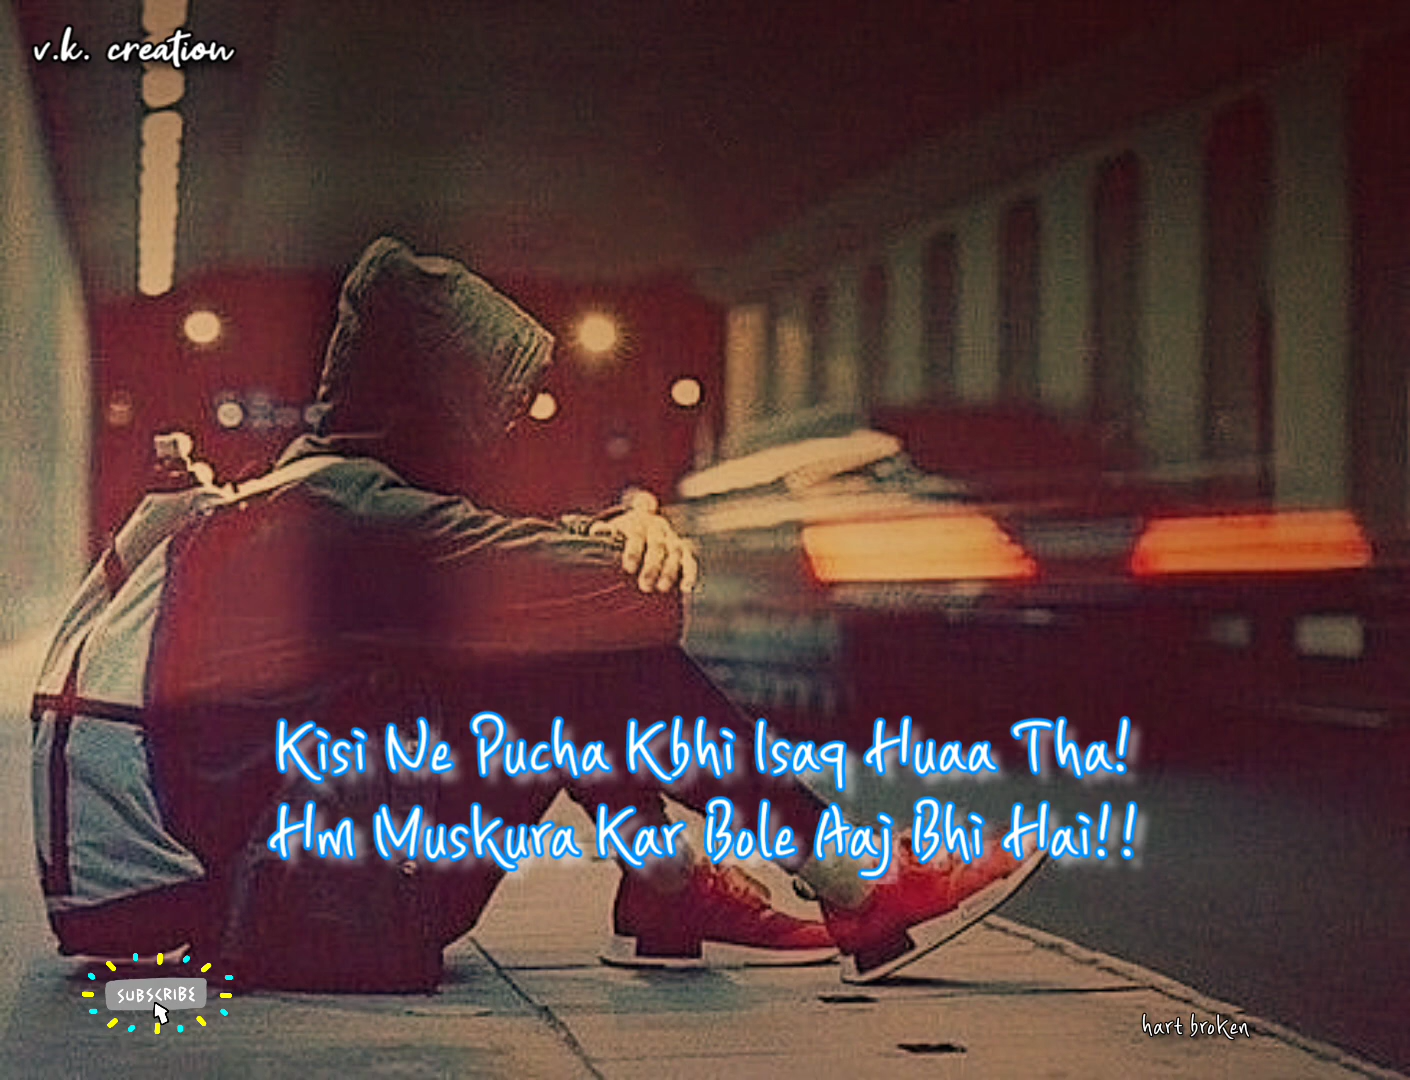 v.k. creation
Kisi Ne Pucha Kbhi Isaq Huaa Tha!
Hm Muskura Kar Bole Aaj Bhi Hai!!
SUBSCRIBE
hart broken